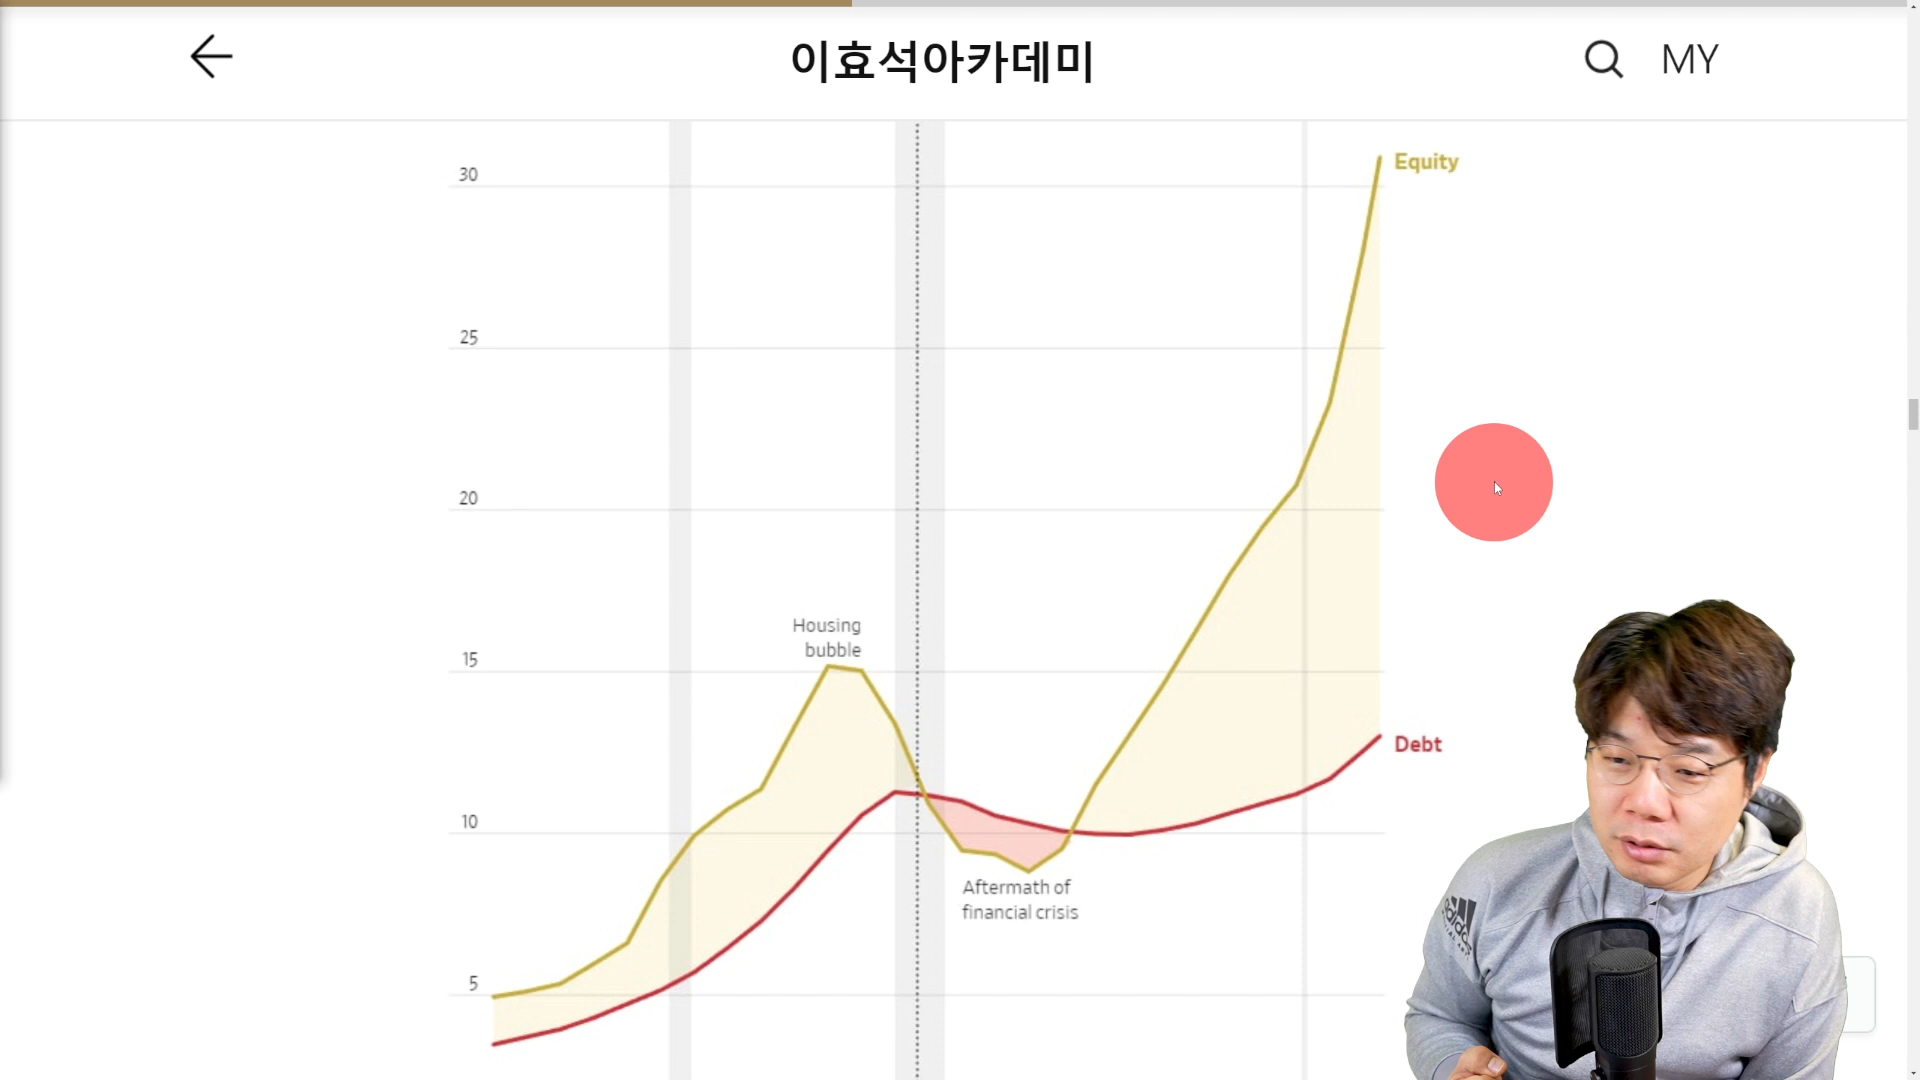 이효석아카데미
MY
30
Equity
25
20
Housing
bubble
15
Debt
10
Aftermath of
financial crisis
5
adidas